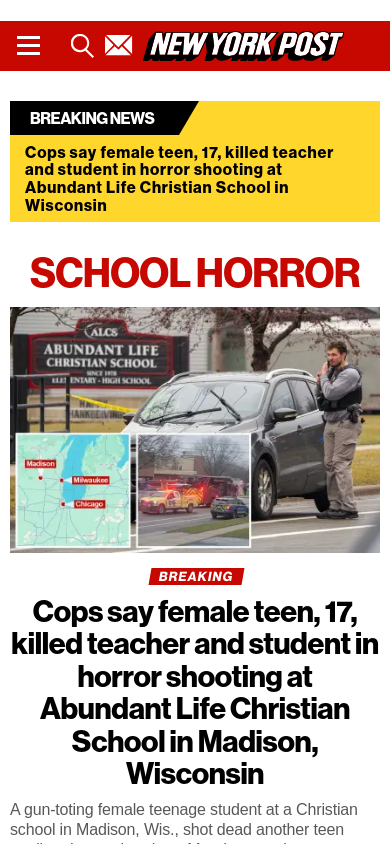 NEW YORK POST
BREAKING NEWS
Cops say female teen, 17, killed teacher
and student in horror shooting at
Abundant Life Christian School in
Wisconsin
SCHOOL HORROR
ALCS
ABUNDANT LIFE
CHRISTIAN SCHOOL
SINCE 1978
ELEMENTARY - HIGH SCHOOL
Madison
Milwaukee
Chicago
BREAKING
Cops say female teen, 17,
killed teacher and student in
horror shooting at
Abundant Life Christian
School in Madison,
Wisconsin
A gun-toting female teenage student at a Christian
school in Madison, Wis., shot dead another teen